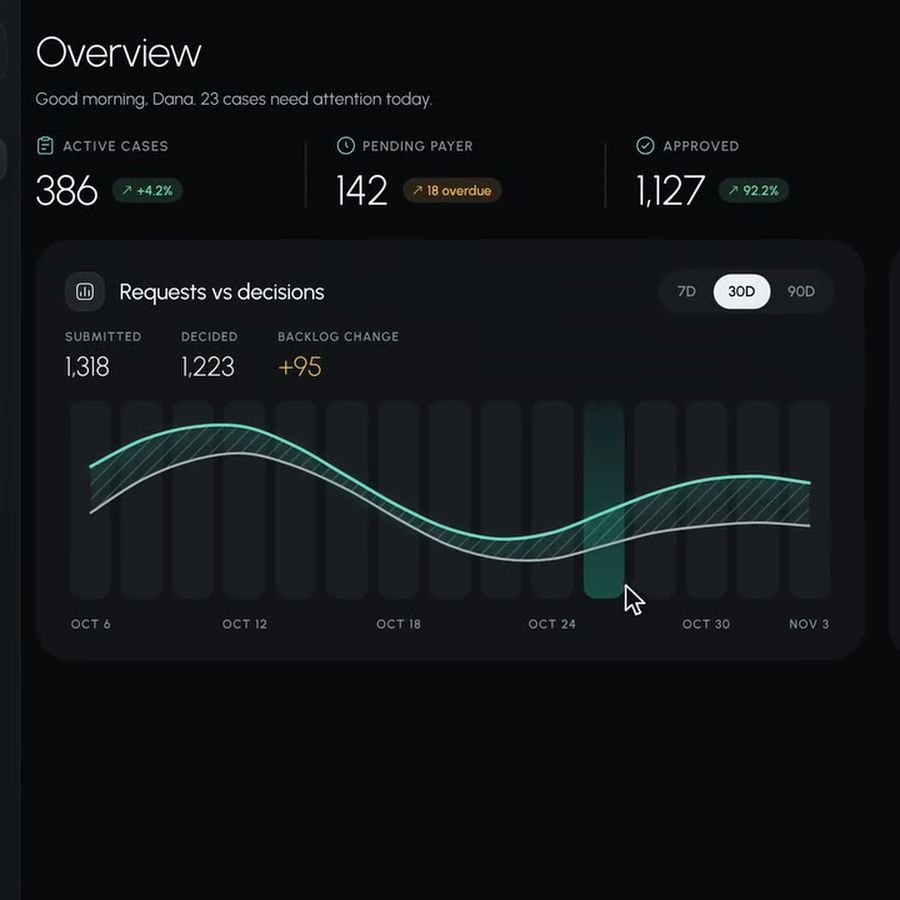 Overview
Good morning, Dana. 23 cases need attention today.
ACTIVE CASES
386 ↗ +4.2%
PENDING PAYER
142 ↗ 18 overdue
APPROVED
1,127 ↗ 92.2%
Requests vs decisions
7D 30D 90D
SUBMITTED DECIDED BACKLOG CHANGE
1,318 1,223 +95
OCT 6 OCT 12 OCT 18 OCT 24 OCT 30 NOV 3